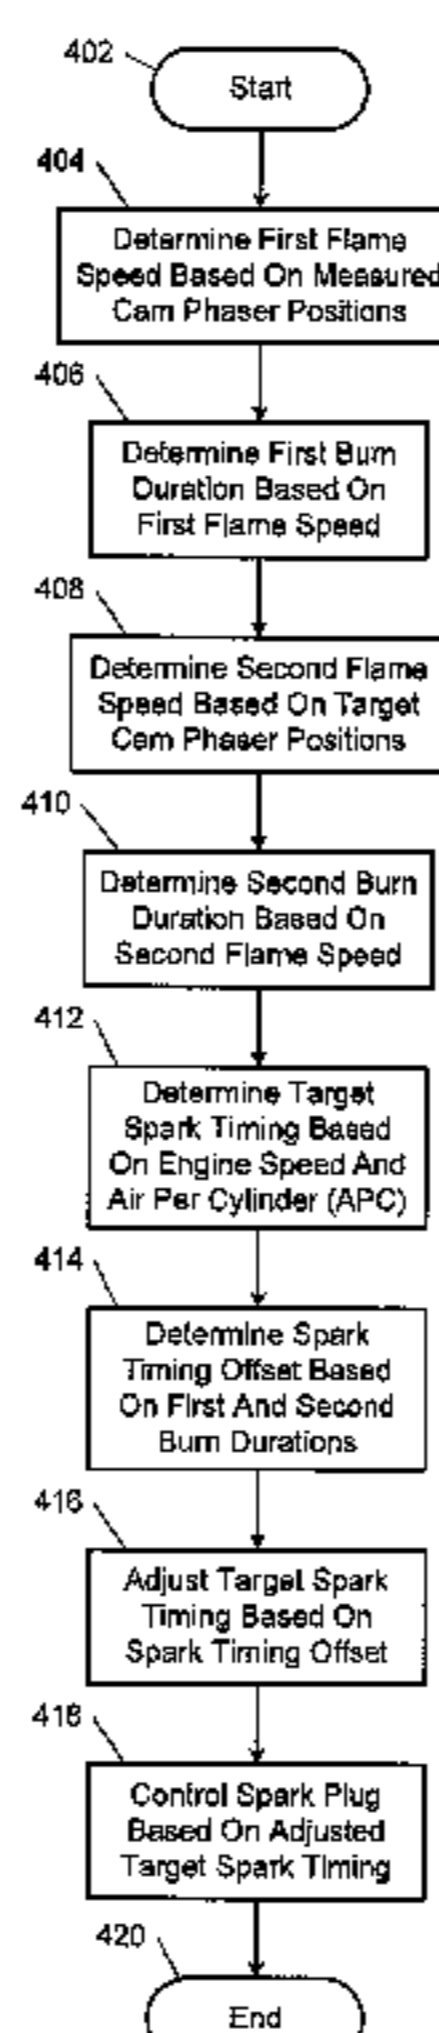 402
Start
404
Determine First Flame
Speed Based On Measured
Cam Phaser Positions
406
Determine First Burn
Duration Based On
First Flame Speed
408
Determine Second Flame
Speed Based On Target
Cam Phaser Positions
410
Determine Second Burn
Duration Based On
Second Flame Speed
412
Determine Target
Spark Timing Based
On Engine Speed And
Air Per Cylinder (APC)
414
Determine Spark
Timing Offset Based
On First And Second
Burn Durations
416
Adjust Target Spark
Timing Based On
Spark Timing Offset
418
Control Spark Plug
Based On Adjusted
Target Spark Timing
420
End